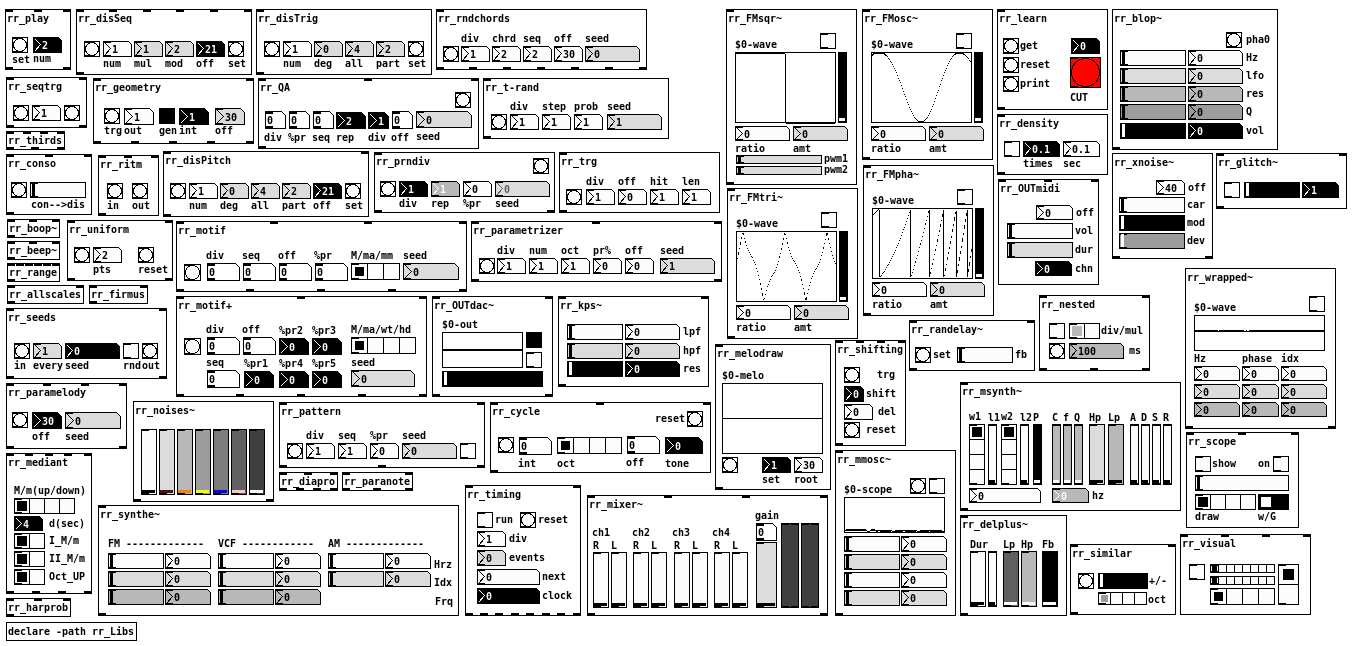 rr_play
set num
2
rr_disSeq
1 1 2 21
num mul mod off set
rr_disTrig
1 0 4 2
num deg all part set
rr_rndchords
div chrd seq off seed
1 2 2 30 0
rr_seqtrg
1
rr_thirds
rr_geometry
1 1 30
trg out gen int off
rr_QA
0 0 0 2 1 0 0
div %pr seq rep div off seed
rr_t-rand
div step prob seed
1 1 1 1
rr_conso
con-->dis
rr_ritm
in out
rr_disPitch
1 0 4 2 21
num deg all part off set
rr_prndiv
1 1 0 0
div rep %pr seed
rr_trg
div off hit len
1 0 1 1
rr_boop~
rr_beep~
rr_range
rr_uniform
2
pts reset
rr_motif
div seq off %pr M/ma/mm seed
0 0 0 0 0
rr_parametrizer
div num oct pr% off seed
1 1 1 0 0 1
rr_allscales
rr_firmus
rr_seeds
1 0
in every seed rnd out
rr_motif+
div off %pr2 %pr3 M/ma/wt/hd
0 0 0 0
seq %pr1 %pr4 %pr5 seed
0 0 0 0 0
rr_OUTdac~
$0-out
rr_kps~
0 lpf
0 hpf
0 res
rr_paramelody
30 0
off seed
rr_noises~
rr_pattern
div seq %pr seed
1 1 0 0
rr_cycle
reset
0 0 0
int oct off tone
rr_diapro
rr_paranote
rr_mediant
M/m(up/down)
4 d(sec)
I_M/m
II_M/m
Oct_UP
rr_harprob
declare -path rr_Libs
rr_synthe~
FM ------------- VCF ------------- AM -------------
0 0 0 Hrz
0 0 0 Idx
0 0 Frq
rr_timing
run reset
1 div
0 events
0 next
0 clock
rr_mixer~
gain
ch1 ch2 ch3 ch4 0
R L R L R L R L
rr_FMsqr~
$0-wave
0 0
ratio amt
pwm1
pwm2
rr_FMosc~
$0-wave
0 0
ratio amt
rr_learn
get 0
reset
print
CUT
rr_blop~
pha0
0 Hz
0 lfo
0 res
0 Q
0 vol
rr_density
0.1 0.1
times sec
rr_FMtri~
$0-wave
0 0
ratio amt
rr_FMpha~
$0-wave
0 0
ratio amt
rr_OUTmidi
0 off
vol
dur
0 chn
rr_xnoise~
40 off
car
mod
dev
rr_glitch~
1
rr_wrapped~
$0-wave
Hz phase idx
0 0 0
0 0 0
0 0 0
rr_nested
div/mul
100 ms
rr_randelay~
set fb
rr_melodraw
$0-melo
1 30
set root
rr_shifting
trg
0 shift
0 del
reset
rr_msynth~
w1 l1 w2 l2 P C f Q Hp Lp A D S R
0 0 hz
rr_scope
show on
draw w/G
rr_mmosc~
$0-scope
0
0
0
0
rr_delplus~
Dur Lp Hp Fb
rr_similar
+/-
oct
rr_visual